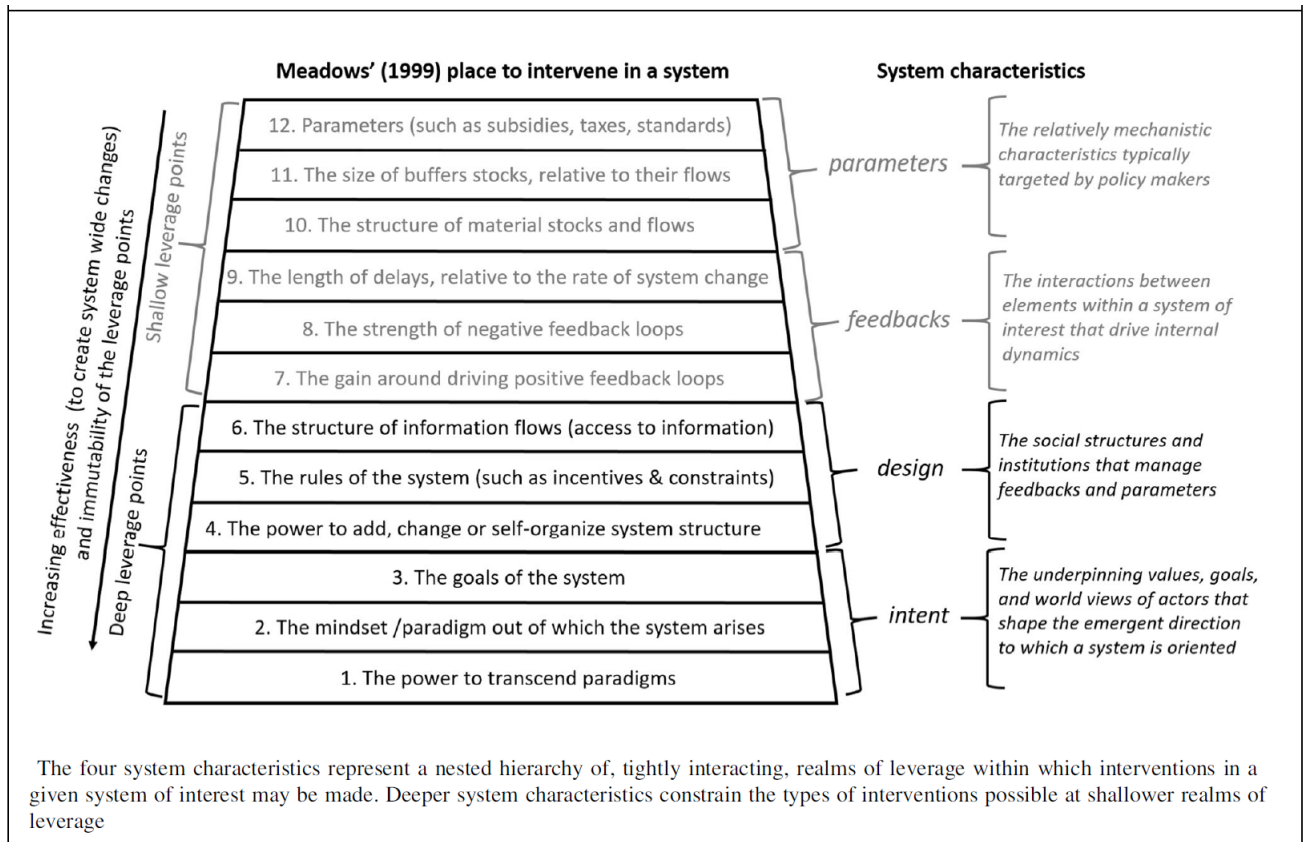 Meadows' (1999) place to intervene in a system
System characteristics
Increasing effectiveness (to create system wide changes)
and immutability of the leverage points
Shallow leverage points
Deep leverage points
12. Parameters (such as subsidies, taxes, standards)
11. The size of buffers stocks, relative to their flows
10. The structure of material stocks and flows
9. The length of delays, relative to the rate of system change
8. The strength of negative feedback loops
7. The gain around driving positive feedback loops
6. The structure of information flows (access to information)
5. The rules of the system (such as incentives & constraints)
4. The power to add, change or self-organize system structure
3. The goals of the system
2. The mindset /paradigm out of which the system arises
1. The power to transcend paradigms
parameters
The relatively mechanistic
characteristics typically
targeted by policy makers
feedbacks
The interactions between
elements within a system of
interest that drive internal
dynamics
design
The social structures and
institutions that manage
feedbacks and parameters
intent
The underpinning values, goals,
and world views of actors that
shape the emergent direction
to which a system is oriented
The four system characteristics represent a nested hierarchy of, tightly interacting, realms of leverage within which interventions in a
given system of interest may be made. Deeper system characteristics constrain the types of interventions possible at shallower realms of
leverage